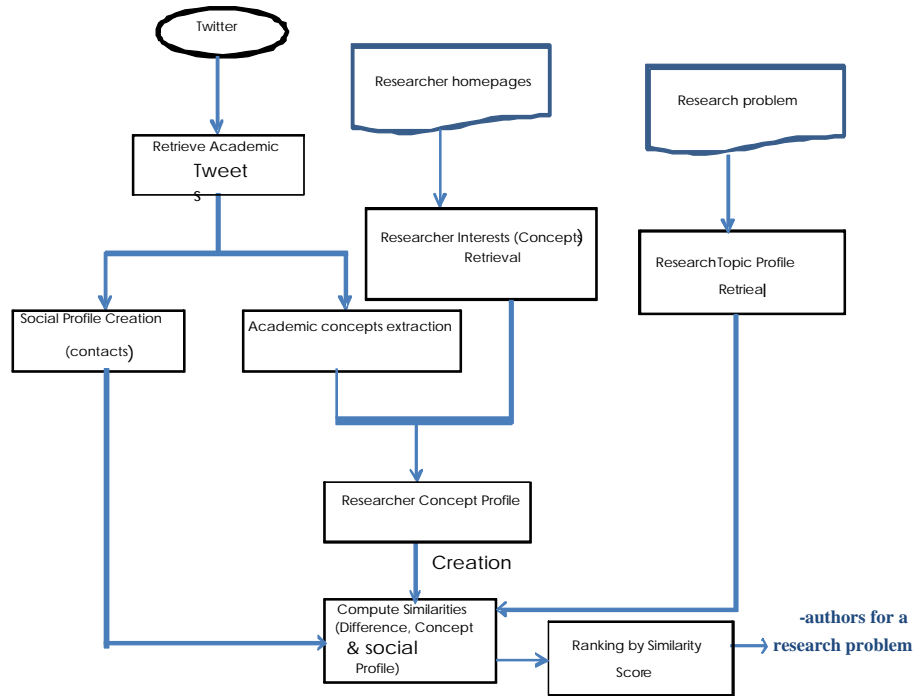 Twitter
Researcher homepages
Research problem
Retrieve Academic
Tweet
s
Researcher Interests (Concepts)
Retrieval
ResearchTopic Profile
Retrieal
Social Profile Creation
(contacts)
Academic concepts extraction
Researcher Concept Profile
Creation
Compute Similarities
(Difference, Concept
& social
Profile)
Ranking by Similarity
Score
-authors for a
research problem